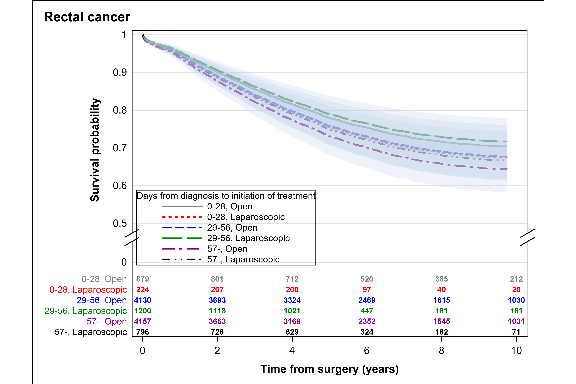 Rectal cancer
Survival probability
1
0.9
0.8
0.7
0.6
0.5
0
Days from diagnosis to initiation of treatment
0-28, Open
0-28, Laparoscopic
29-56, Open
29-56, Laparoscopic
57-, Open
57-, Laparoscopic
0-28, Open 879 801 712 520 385 212
0-28, Laparoscopic 224 207 200 97 40 20
29-56, Open 4130 3693 3324 2469 1615 1030
29-56, Laparoscopic 1200 1118 1021 447 181 181
57-, Open 4157 3663 3169 2352 1545 1031
57-, Laparoscopic 796 728 629 324 162 71
0 2 4 6 8 10
Time from surgery (years)